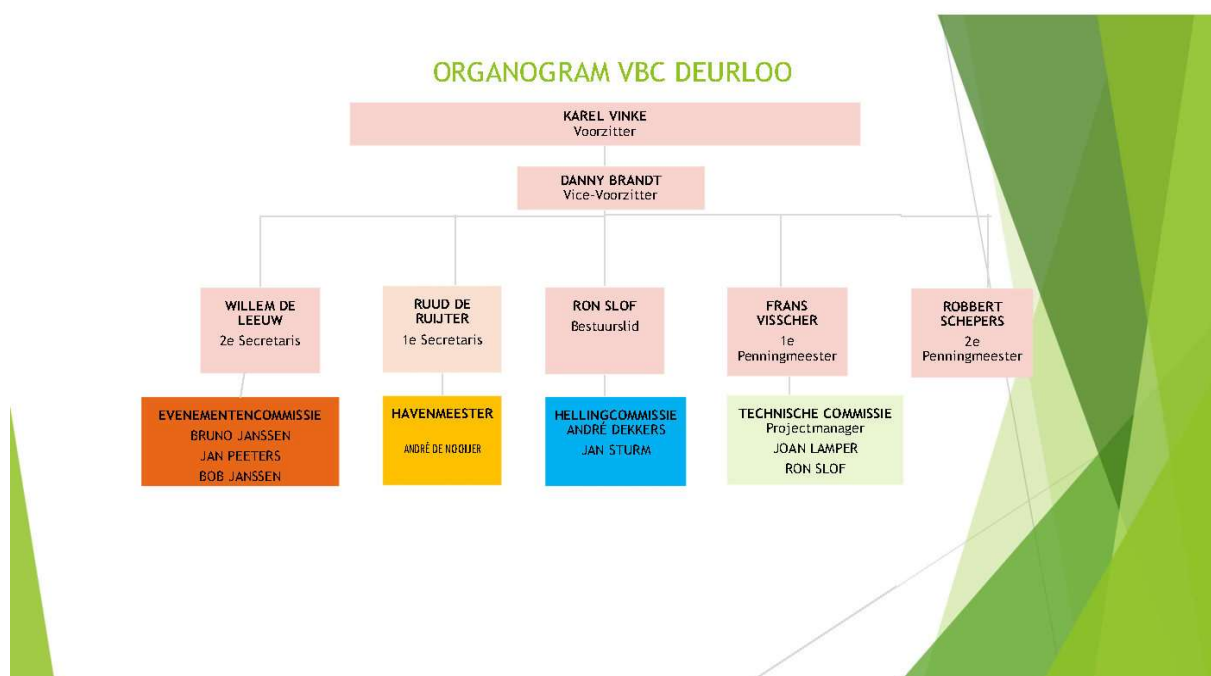 ORGANOGRAM VBC DEURLOO
KAREL VINKE
Voorzitter
DANNY BRANDT
Vice-Voorzitter
WILLEM DE
LEEUW
2e Secretaris
RUUD DE
RUIJTER
1e Secretaris
RON SLOF
Bestuurslid
FRANS
VISSCHER
1e
Penningmeester
ROBBERT
SCHEPERS
2e
Penningmeester
EVENEMENTENCOMMISSIE
BRUNO JANSSEN
JAN PEETERS
BOB JANSSEN
HAVENMEESTER
ANDRÉ DE NOOIJER
HELLINGCOMMISSIE
ANDRÉ DEKKERS
JAN STURM
TECHNISCHE COMMISSIE
Projectmanager
JOAN LAMPER
RON SLOF